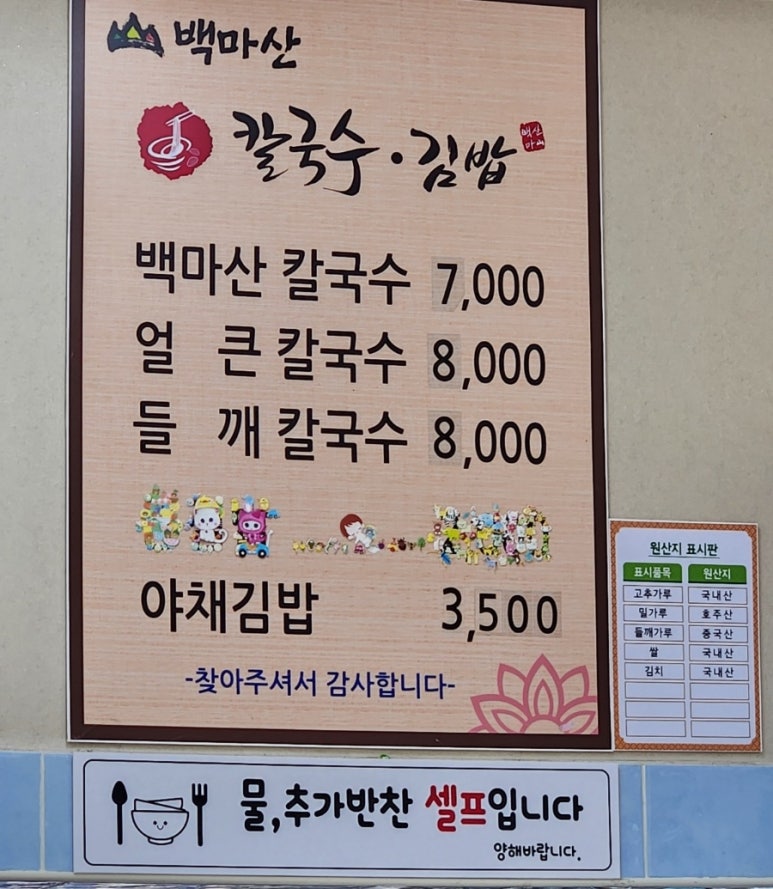 백마산
칼국수 · 김밥
백산
마山
백마산 칼국수 7,000
얼 큰 칼국수 8,000
들 깨 칼국수 8,000
야채김밥 3,500
-찾아주셔서 감사합니다-
원산지 표시판
표시품목 원산지
고추가루 국내산
밀가루 호주산
들깨가루 중국산
쌀 국내산
김치 국내산
물,추가반찬 셀프입니다
양해바랍니다.